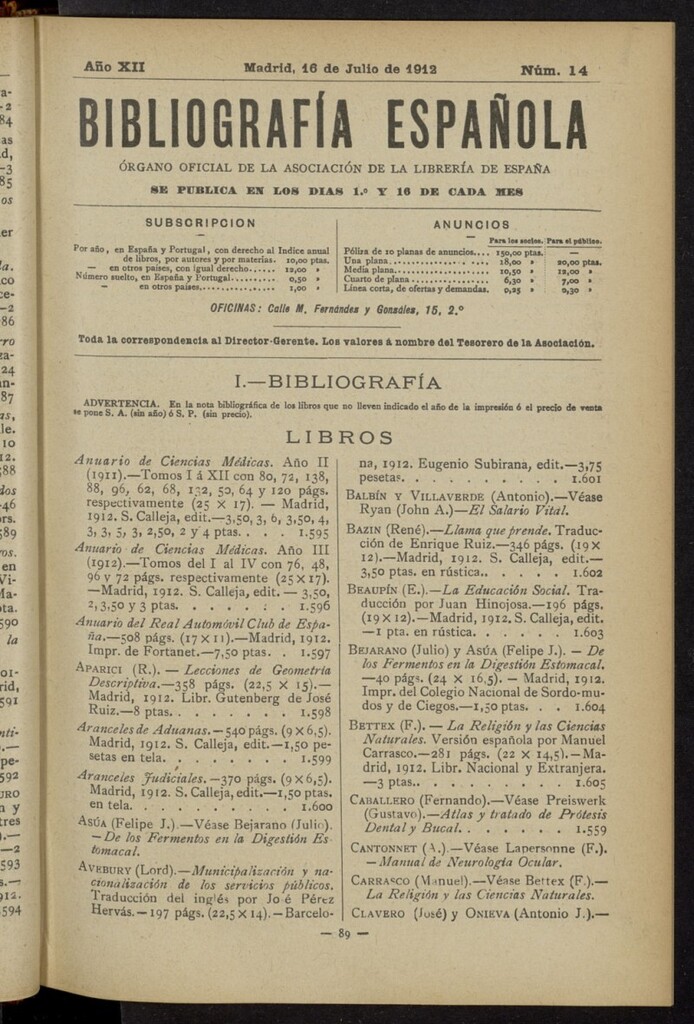 Año XII
Madrid, 16 de Julio de 1912
Núm. 14
BIBLIOGRAFÍA ESPAÑOLA
ÓRGANO OFICIAL DE LA ASOCIACIÓN DE LA LIBRERÍA DE ESPAÑA
SE PUBLICA EN LOS DIAS 1.º Y 16 DE CADA MES
SUBSCRIPCION
Por año, en España y Portugal, con derecho al Indice anual
de libros, por autores y por materias. 10,00 ptas.
— en otros países, con igual derecho...... 12,00 »
Número suelto, en España y Portugal.......... 0,50 »
— en otros países................ 1,00 »
ANUNCIOS
Para los socios. Para el público.
Póliza de 10 planas de anuncios.... 150,00 ptas. —
Una plana........................ 18,00 » 20,00 ptas.
Media plana...................... 10,50 » 12,00 »
Cuarto de plana.................. 6,30 » 7,00 »
Línea corta, de ofertas y demandas. 0,25 » 0,30 »
OFICINAS: Calle M. Fernández y González, 15, 2.º
Toda la correspondencia al Director-Gerente. Los valores á nombre del Tesorero de la Asociación.
I.—BIBLIOGRAFÍA
ADVERTENCIA. En la nota bibliográfica de los libros que no lleven indicado el año de la impresión ó el precio de venta
se pone S. A. (sin año) ó S. P. (sin precio).
LIBROS
Anuario de Ciencias Médicas. Año II
(1911).—Tomos I á XII con 80, 72, 138,
88, 96, 62, 68, 132, 50, 64 y 120 págs.
respectivamente (25 × 17). — Madrid,
1912. S. Calleja, edit.—3,50, 3, 6, 3,50, 4,
3, 3, 5, 3, 2,50, 2 y 4 ptas. . . . 1.595
Anuario de Ciencias Médicas. Año III
(1912).—Tomos del I al IV con 76, 48,
96 y 72 págs. respectivamente (25×17).
—Madrid, 1912. S. Calleja, edit. — 3,50,
2, 3,50 y 3 ptas. . . . . . . 1.596
Anuario del Real Automóvil Club de Espa-
ña.—508 págs. (17×11).—Madrid, 1912.
Impr. de Fortanet.—7,50 ptas. . 1.597
APARICI (R.). — Lecciones de Geometría
Descriptiva.—358 págs. (22,5 × 15).—
Madrid, 1912. Libr. Gutenberg de José
Ruiz.—8 ptas. . . . . . . . 1.598
Aranceles de Aduanas.—540 págs. (9×6,5).
Madrid, 1912. S. Calleja, edit.—1,50 pe-
setas en tela. . . . . . . . 1.599
Aranceles Judiciales.—370 págs. (9×6,5).
Madrid, 1912. S. Calleja, edit.—1,50 ptas.
en tela. . . . . . . . . . 1.600
ASÚA (Felipe J.).—Véase Bejarano (Julio).
—De los Fermentos en la Digestión Es-
tomacal.
AVEBURY (Lord).—Municipalización y na-
cionalización de los servicios públicos.
Traducción del inglés por José Pérez
Hervás.—197 págs. (22,5×14).—Barcelo-
na, 1912. Eugenio Subirana, edit.—3,75
pesetas. . . . . . . . . . 1.601
BALBÍN Y VILLAVERDE (Antonio).—Véase
Ryan (John A.)—El Salario Vital.
BAZIN (René).—Llama que prende. Traduc-
ción de Enrique Ruiz.—346 págs. (19×
12).—Madrid, 1912. S. Calleja, edit.—
3,50 ptas. en rústica. . . . . . 1.602
BEAUPÍN (E.).—La Educación Social. Tra-
ducción por Juan Hinojosa.—196 págs.
(19×12).—Madrid, 1912. S. Calleja, edit.
—1 pta. en rústica. . . . . . 1.603
BEJARANO (Julio) y ASÚA (Felipe J.). — De
los Fermentos en la Digestión Estomacal.
—40 págs. (24 × 16,5). — Madrid, 1912.
Impr. del Colegio Nacional de Sordo-mu-
dos y de Ciegos.—1,50 ptas. . . 1.604
BETTEX (F.). — La Religión y las Ciencias
Naturales. Versión española por Manuel
Carrasco.—281 págs. (22 × 14,5).—Ma-
drid, 1912. Libr. Nacional y Extranjera.
—3 ptas. . . . . . . . . . 1.605
CABALLERO (Fernando).—Véase Preiswerk
(Gustavo).—Atlas y tratado de Prótesis
Dental y Bucal. . . . . . . 1.559
CANTONNET (A.).—Véase Lapersonne (F.).
—Manual de Neurología Ocular.
CARRASCO (Manuel).—Véase Bettex (F.).—
La Religión y las Ciencias Naturales.
CLAVERO (José) y ONIEVA (Antonio J.).—
— 89 —